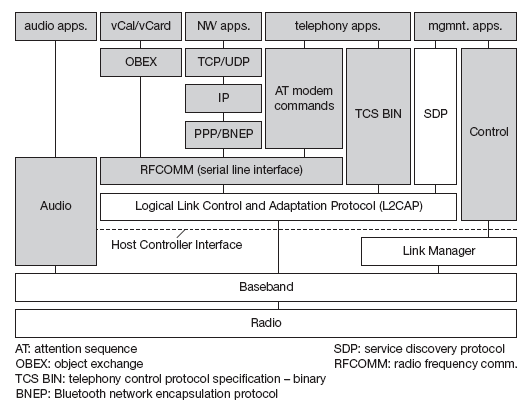 audio apps.
vCal/vCard
NW apps.
telephony apps.
mgmnt. apps.
OBEX
TCP/UDP
AT modem
commands
TCS BIN
SDP
Control
IP
PPP/BNEP
RFCOMM (serial line interface)
Audio
Logical Link Control and Adaptation Protocol (L2CAP)
Host Controller Interface
Link Manager
Baseband
Radio
AT: attention sequence
OBEX: object exchange
TCS BIN: telephony control protocol specification – binary
BNEP: Bluetooth network encapsulation protocol
SDP: service discovery protocol
RFCOMM: radio frequency comm.